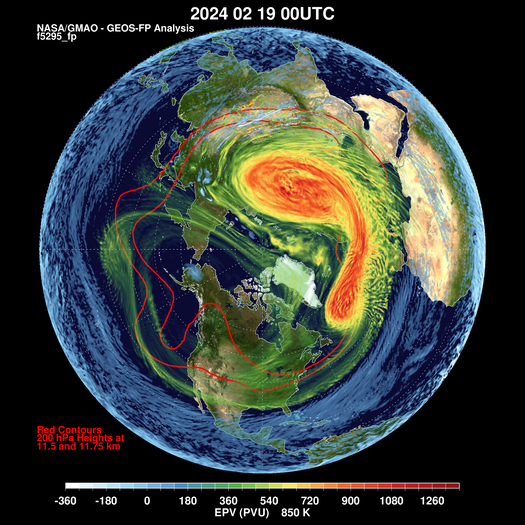 2024 02 19 00UTC
NASA/GMAO - GEOS-FP Analysis
f5295_fp
Red Contours
200 hPa Heights at
11.5 and 11.75 km
-360 -180 0 180 360 540 720 900 1080 1260
EPV (PVU) 850 K